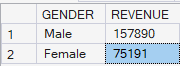 GENDER REVENUE
1 Male 157890
2 Female 75191